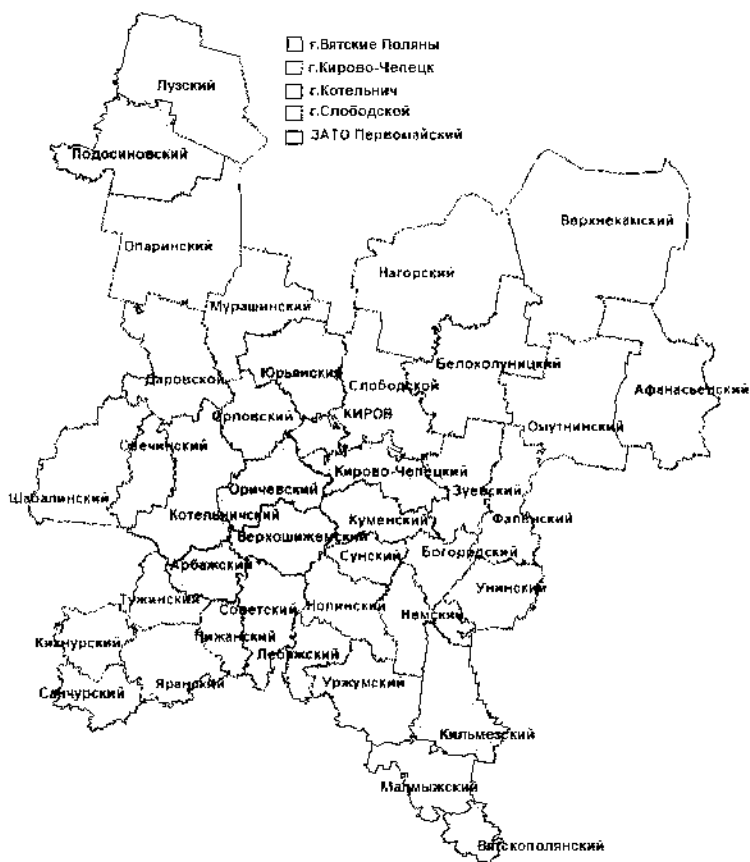 г.Вятские Поляны
г.Кирово-Чепецк
г.Котельнич
г.Слободской
ЗАТО Первомайский
Лузский
Подосиновский
Опаринский
Верхнекамский
Нагорский
Мурашинский
Юрьянский
Слободской
Белохолуницкий
Афанасьевский
Даровской
Орловский
КИРОВ
Омутнинский
Свечинский
Кирово-Чепецкий
Зуевский
Шабалинский
Оричевский
Котельничский
Куменский
Фаленский
Верхошижемский
Сунский
Богородский
Арбажский
Унинский
Тужинский
Советский
Нолинский
Немский
Кикнурский
Пижанский
Лебяжский
Санчурский
Яранский
Уржумский
Кильмезский
Малмыжский
Вятскополянский